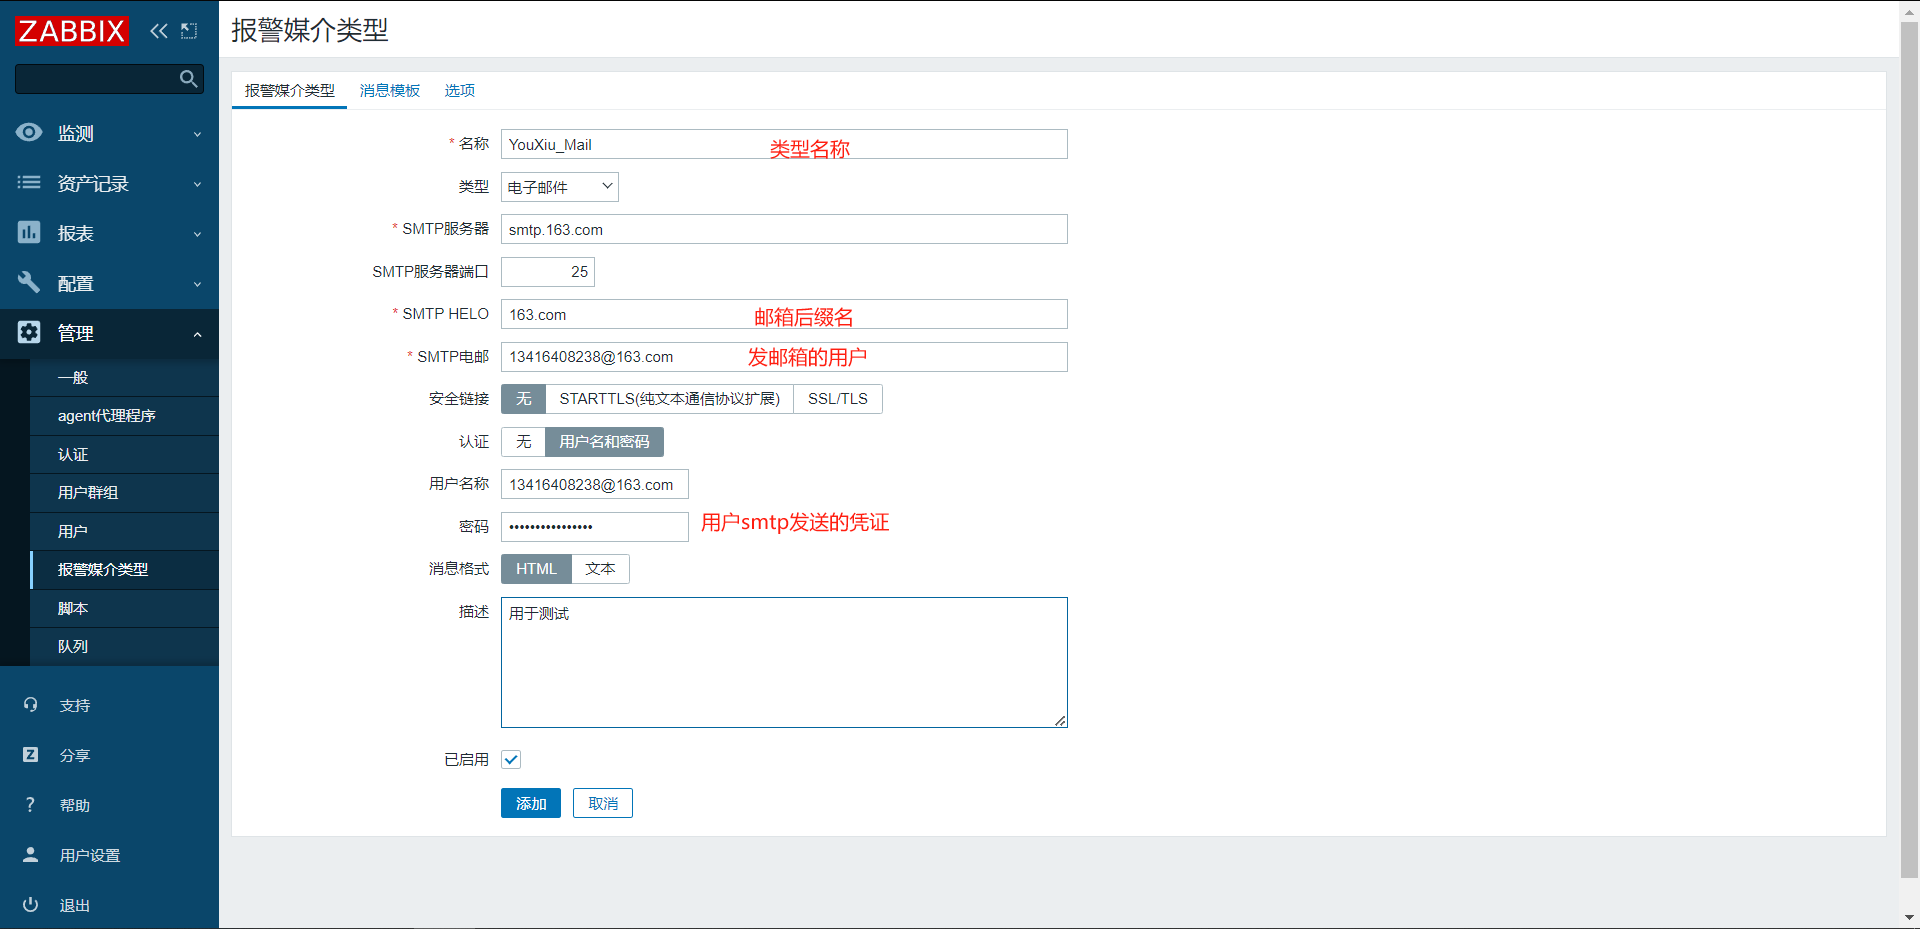 ZABBIX
监测
资产记录
报表
配置
管理
一般
agent代理程序
认证
用户群组
用户
报警媒介类型
脚本
队列
支持
Z 分享
? 帮助
用户设置
退出
报警媒介类型
报警媒介类型 消息模板 选项
* 名称 YouXiu_Mail 类型名称
类型 电子邮件
* SMTP服务器 smtp.163.com
SMTP服务器端口 25
* SMTP HELO 163.com 邮箱后缀名
* SMTP电邮 13416408238@163.com 发邮箱的用户
安全链接 无 STARTTLS(纯文本通信协议扩展) SSL/TLS
认证 无 用户名和密码
用户名称 13416408238@163.com
密码 •••••••••••••••• 用户smtp发送的凭证
消息格式 HTML 文本
描述 用于测试
已启用
添加 取消